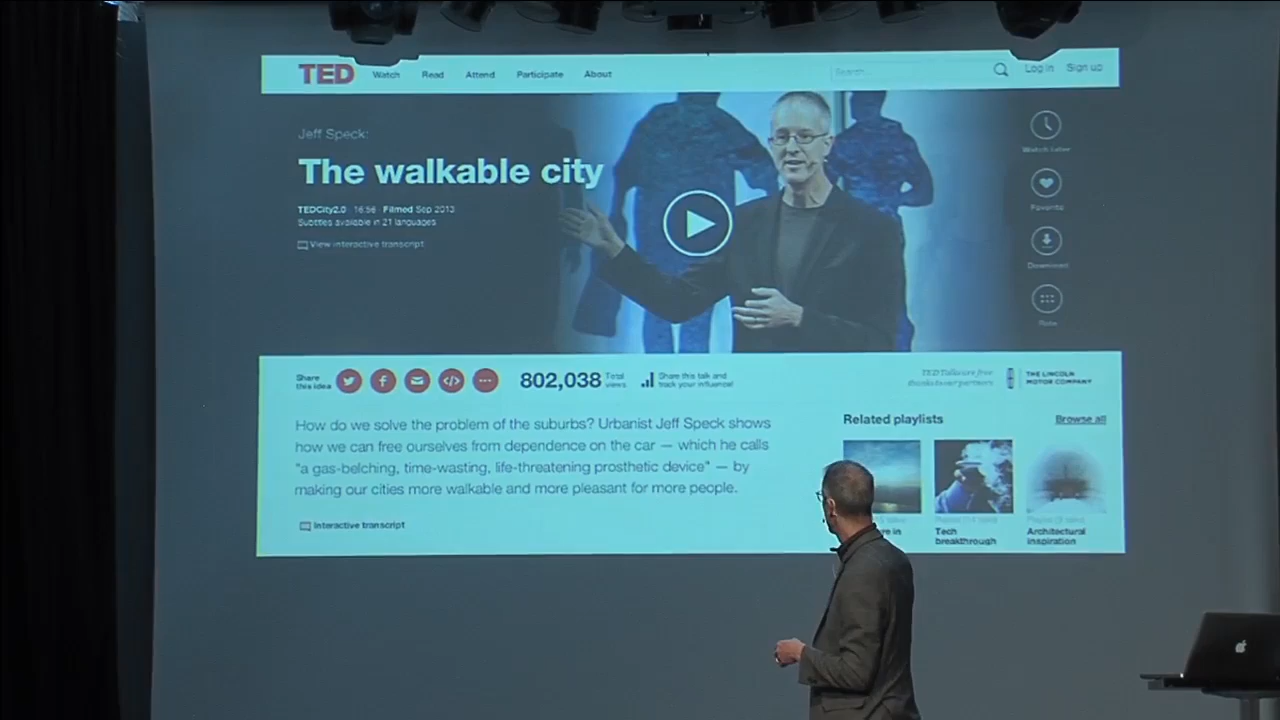 TED Watch Read Attend Participate About Search... Log in Sign up
Jeff Speck:
The walkable city
TEDCity2.0 · 16:56 · Filmed Sep 2013
Subtitles available in 21 languages
View interactive transcript
Watch later
Favorite
Download
Rate
Share this idea
802,038 Total views
Share this talk and
track your influence!
TED Talks are free
thanks to our partners
THE LINCOLN
MOTOR COMPANY
How do we solve the problem of the suburbs? Urbanist Jeff Speck shows
how we can free ourselves from dependence on the car — which he calls
"a gas-belching, time-wasting, life-threatening prosthetic device" — by
making our cities more walkable and more pleasant for more people.
Interactive transcript
Related playlists Browse all
Tech
breakthrough
Architectural
inspiration